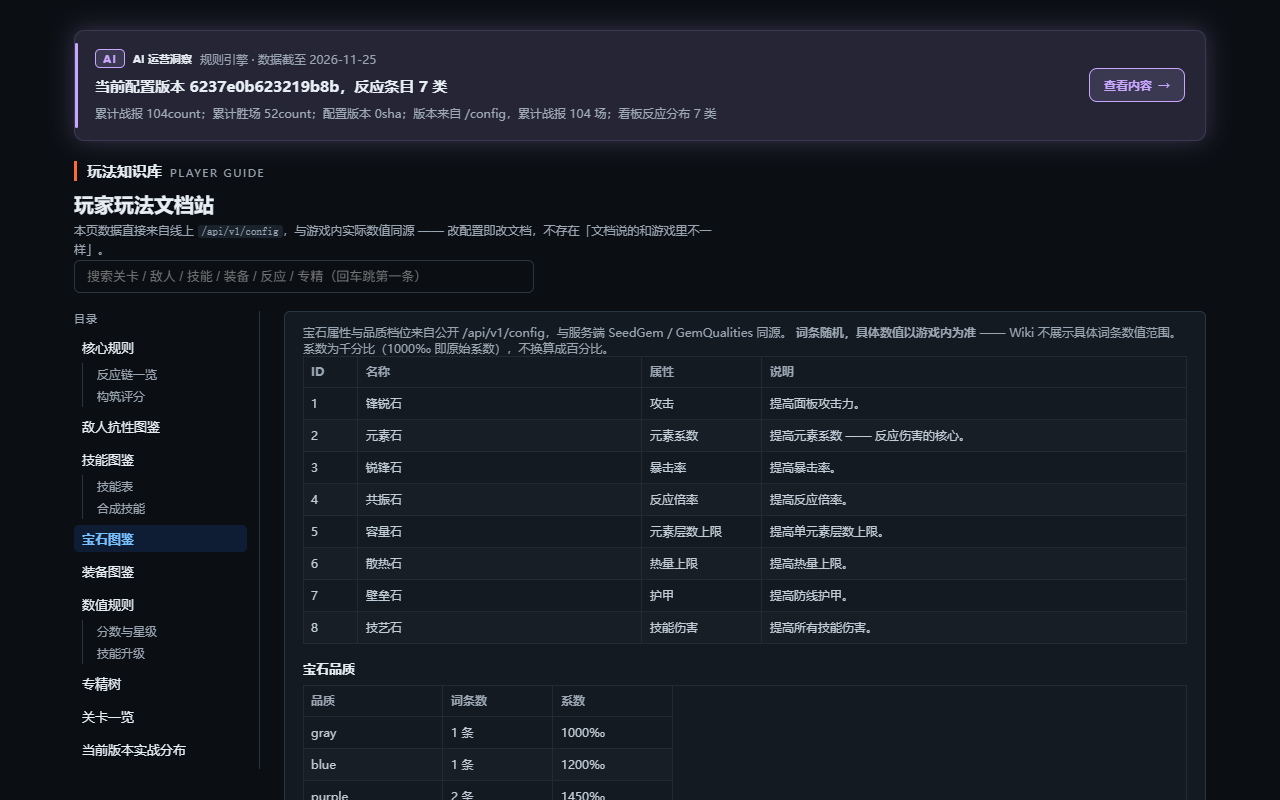 AI AI 运营洞察 规则引擎 · 数据截至 2026-11-25
当前配置版本 6237e0b623219b8b，反应条目 7 类
累计战报 104count；累计胜场 52count；配置版本 0sha；版本来自 /config，累计战报 104 场；看板反应分布 7 类
查看内容 →
玩法知识库 PLAYER GUIDE
玩家玩法文档站
本页数据直接来自线上 /api/v1/config，与游戏内实际数值同源 —— 改配置即改文档，不存在「文档说的和游戏里不一
样」。
搜索关卡 / 敌人 / 技能 / 装备 / 反应 / 专精（回车跳第一条）
目录
核心规则
反应链一览
构筑评分
敌人抗性图鉴
技能图鉴
技能表
合成技能
宝石图鉴
装备图鉴
数值规则
分数与星级
技能升级
专精树
关卡一览
当前版本实战分布
宝石属性与品质档位来自公开 /api/v1/config，与服务端 SeedGem / GemQualities 同源。 词条随机，具体数值以游戏内为准 —— Wiki 不展示具体词条数值范围。
系数为千分比（1000‰ 即原始系数），不换算成百分比。
ID 名称 属性 说明
1 锋锐石 攻击 提高面板攻击力。
2 元素石 元素系数 提高元素系数 —— 反应伤害的核心。
3 锐锋石 暴击率 提高暴击率。
4 共振石 反应倍率 提高反应倍率。
5 容量石 元素层数上限 提高单元素层数上限。
6 散热石 热量上限 提高热量上限。
7 壁垒石 护甲 提高防线护甲。
8 技艺石 技能伤害 提高所有技能伤害。
宝石品质
品质 词条数 系数
gray 1 条 1000‰
blue 1 条 1200‰
purple 2 条 1450‰